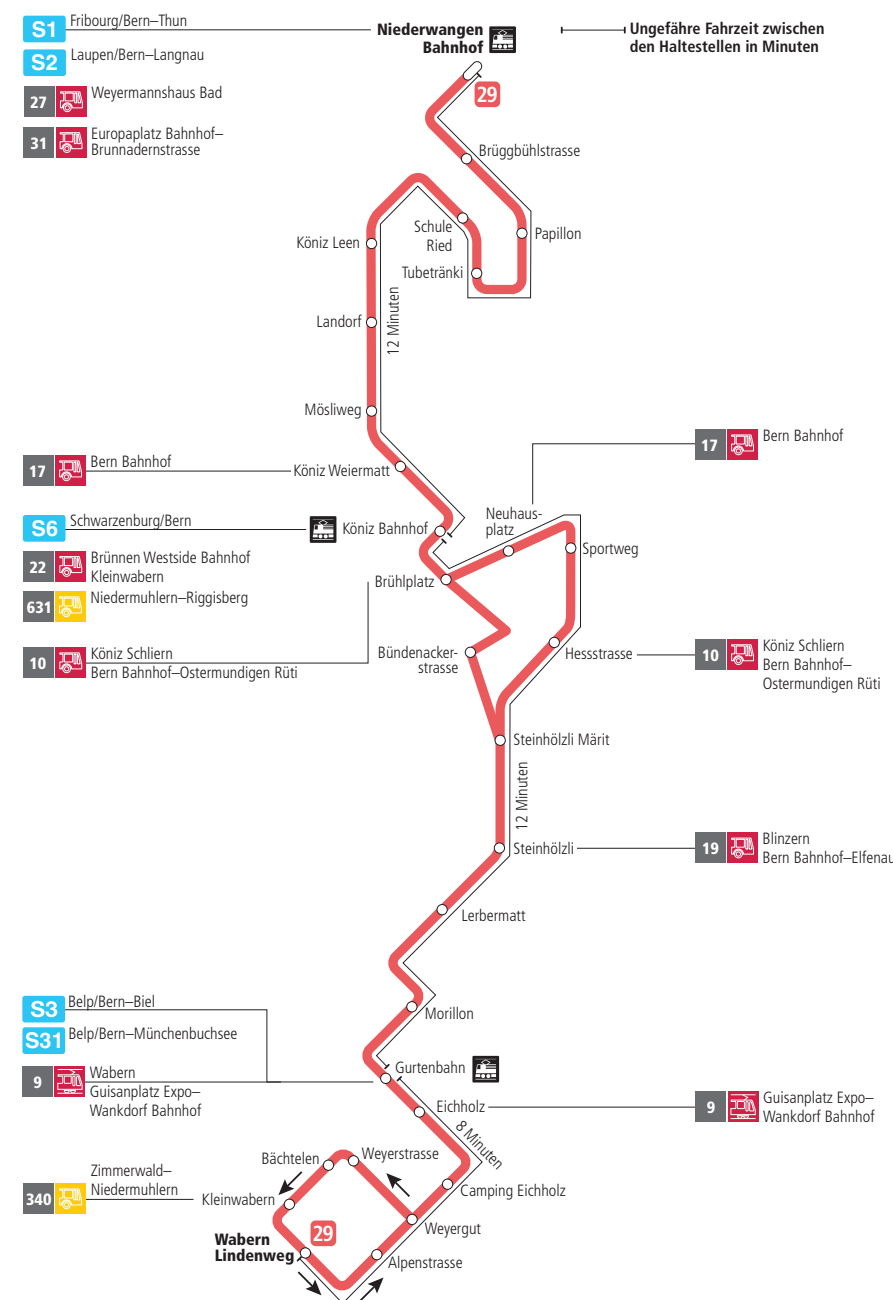 S1 Fribourg/Bern–Thun
S2 Laupen/Bern–Langnau
27 Weyermannshaus Bad
31 Europaplatz Bahnhof–
Brunnadernstrasse
Niederwangen
Bahnhof
Ungefähre Fahrzeit zwischen
den Haltestellen in Minuten
29
Brüggbühlstrasse
Papillon
Schule
Ried
Tubetränki
Köniz Leen
12 Minuten
Landorf
Mösliweg
17 Bern Bahnhof
Köniz Weiermatt
17 Bern Bahnhof
S6 Schwarzenburg/Bern
22 Brünnen Westside Bahnhof
Kleinwabern
631 Niedermuhlern–Riggisberg
10 Köniz Schliern
Bern Bahnhof–Ostermundigen Rüti
Köniz Bahnhof
Brühlplatz
Neuhaus-
platz
Sportweg
Bündenacker-
strasse
Hessstrasse
10 Köniz Schliern
Bern Bahnhof–
Ostermundigen Rüti
Steinhölzli Märit
12 Minuten
Steinhölzli
19 Blinzern
Bern Bahnhof–Elfenau
Lerbermatt
Morillon
S3 Belp/Bern–Biel
S31 Belp/Bern–Münchenbuchsee
9 Wabern
Guisanplatz Expo–
Wankdorf Bahnhof
Gurtenbahn
Eichholz
9 Guisanplatz Expo–
Wankdorf Bahnhof
8 Minuten
Bächtelen
Weyerstrasse
Camping Eichholz
340 Zimmerwald–
Niedermuhlern
Kleinwabern
Weyergut
Wabern
Lindenweg
29
Alpenstrasse